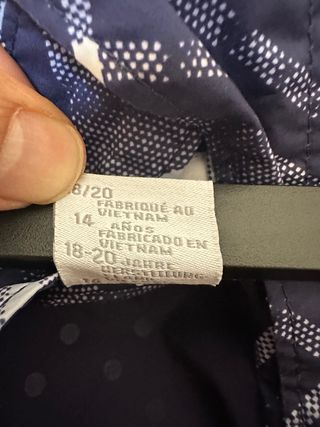 8/20
FABRIQUÉ AU
VIETNAM
14 AÑOS
FABRICADO EN
VIETNAM
18-20 JAHRE
HERSTELLUNG